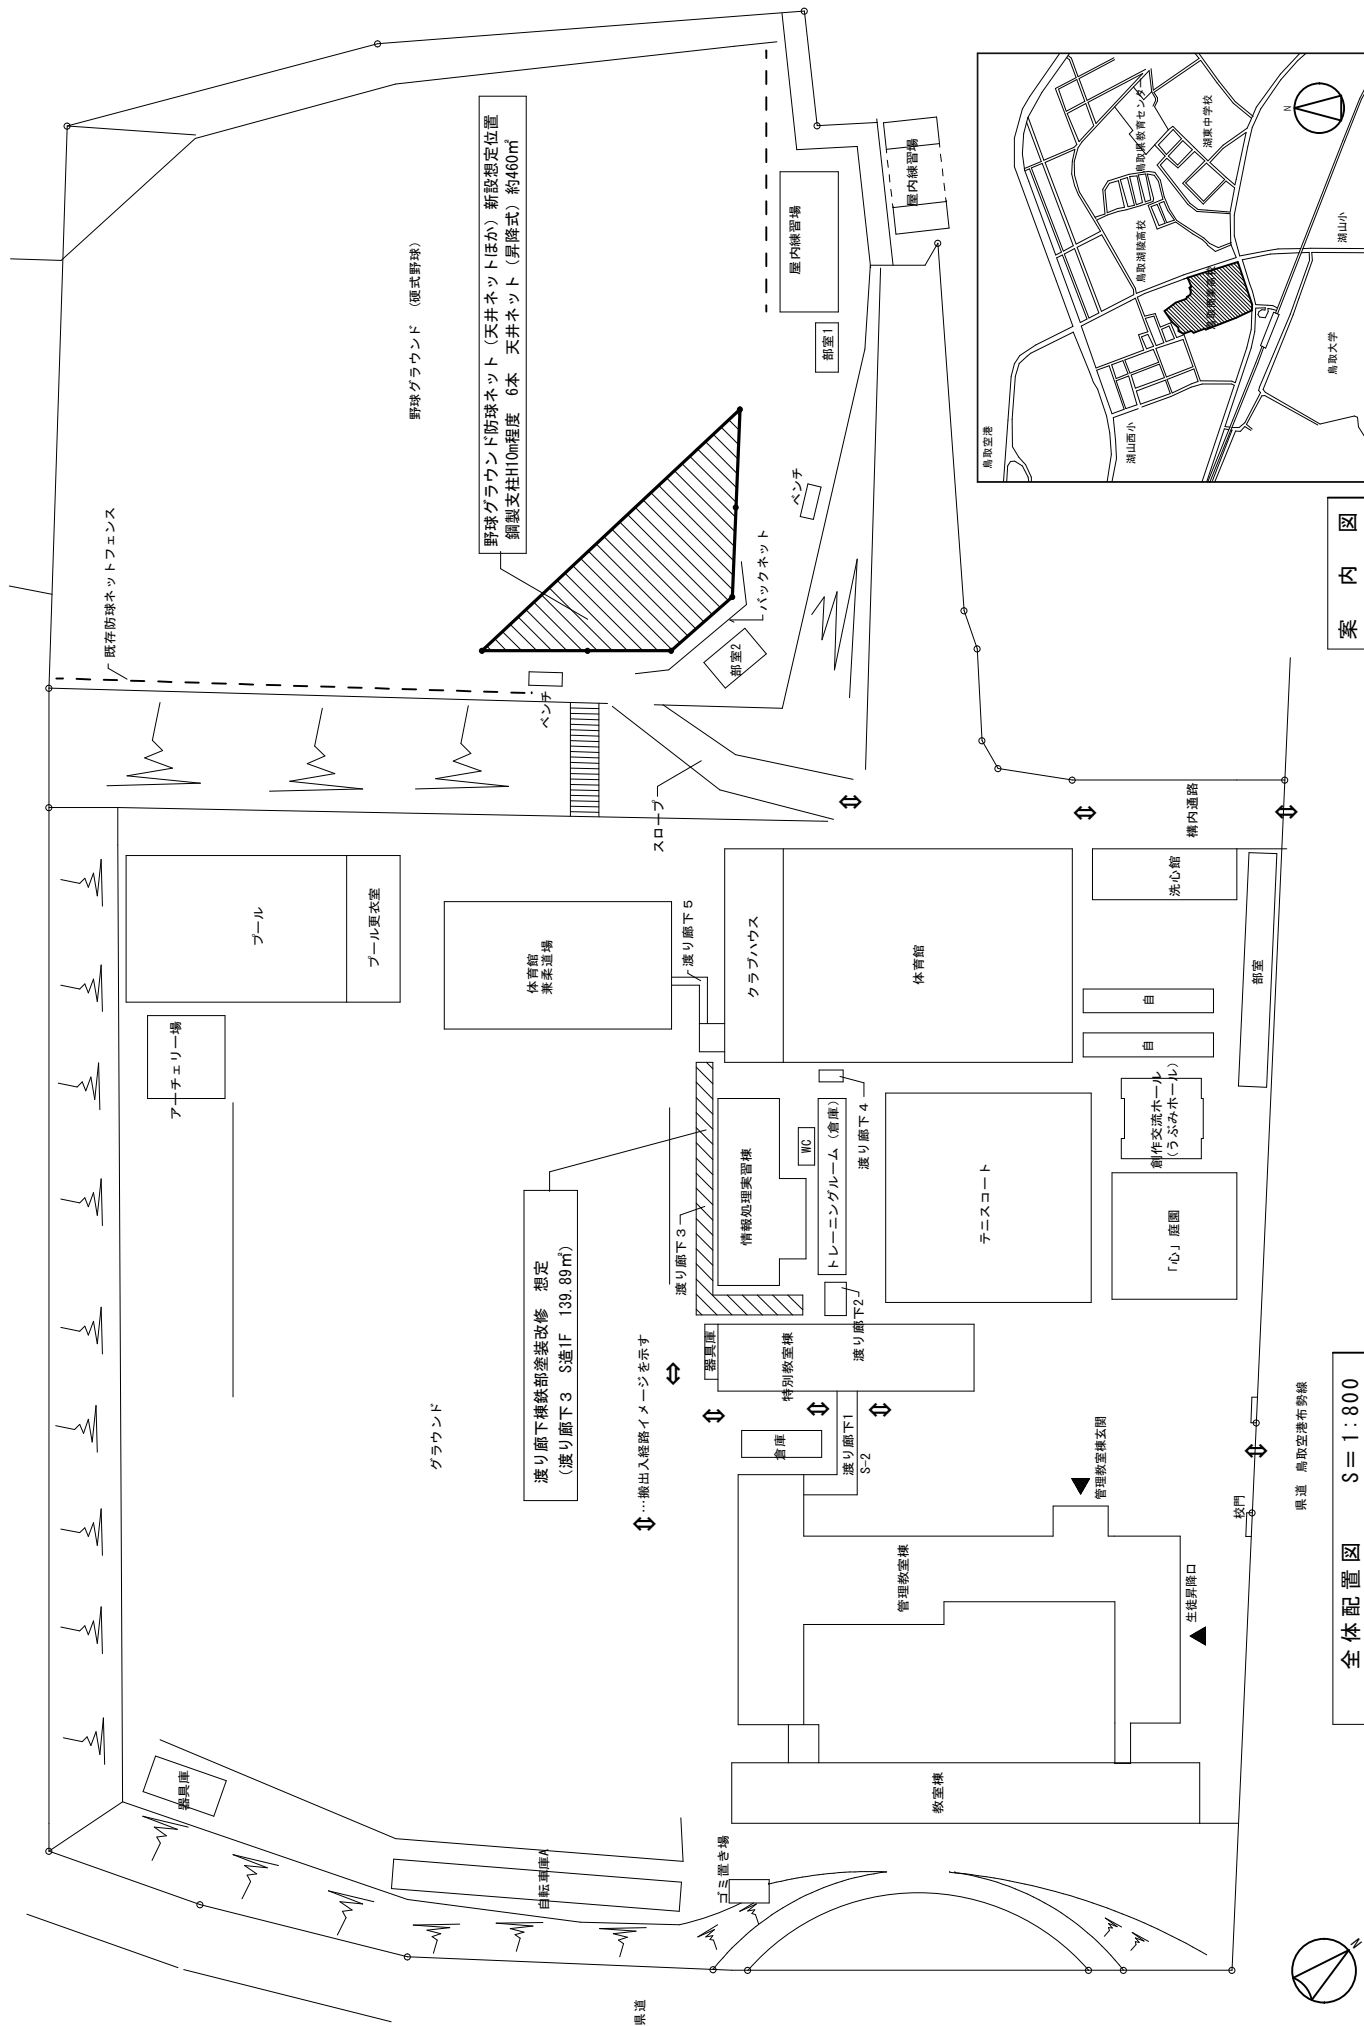 野球グラウンド （硬式野球）
野球グラウンド防球ネット（天井ネットほか）新設想定位置
鋼製支柱H10m程度 6本 天井ネット（昇降式）約460㎡
既存防球ネットフェンス
屋内練習場
屋内練習場
部室1
ベンチ
バックネット
部室2
ベンチ
スロープ
プール
プール更衣室
アーチェリー場
体育館
兼柔道場
渡り廊下５
クラブハウス
体育館
洗心館
構内通路
部室
自
自
創作交流ホール
（うぶみホール）
「心」庭園
テニスコート
渡り廊下４
トレーニングルーム（倉庫）
WC
情報処理実習棟
渡り廊下３
渡り廊下2
渡り廊下棟鉄部塗装改修 想定
（渡り廊下３ S造1F 139.89㎡）
⇔…搬出入経路イメージを示す
グラウンド
器具庫
特別教室棟
倉庫
渡り廊下1
S-2
管理教室棟玄関
管理教室棟
生徒昇降口
教室棟
校門
県道 鳥取空港布勢線
器具庫
自転車庫A
ゴミ置き場
県道
N
全体配置図 S＝1：800
案内図
鳥取空港
湖山西小
鳥取湖陵高校
鳥取県教育センター
湖東中学校
湖山小
鳥取大学
N